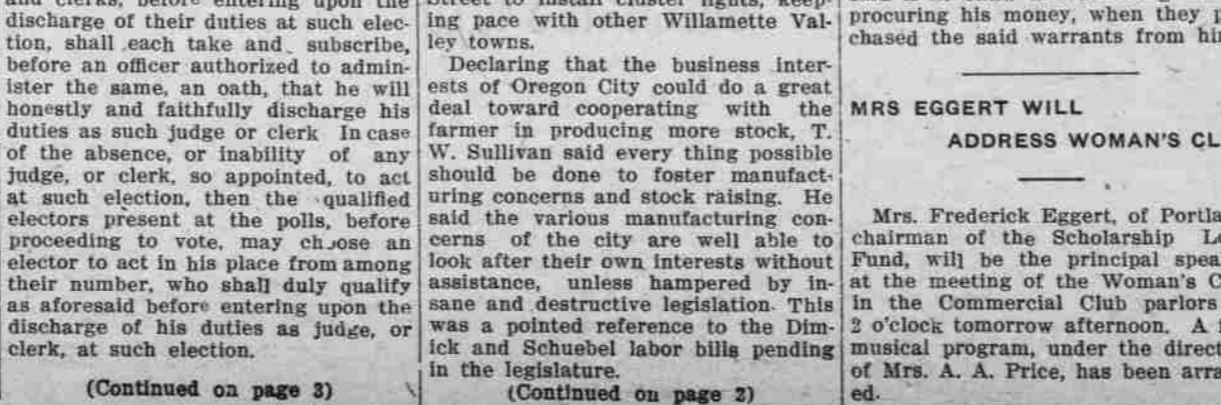 and clerks, before entering upon the
discharge of their duties at such elec-
tion, shall each take and subscribe,
before an officer authorized to admin-
ister the same, an oath, that he will
honestly and faithfully discharge his
duties as such judge or clerk In case
of the absence, or inability of any
judge, or clerk, so appointed, to act
at such election, then the qualified
electors present at the polls, before
proceeding to vote, may choose an
elector to act in his place from among
their number, who shall duly qualify
as aforesaid before entering upon the
discharge of his duties as judge, or
clerk, at such election.
(Continued on page 3)
street to install cluster lights, keep-
ing pace with other Willamette Val-
ley towns.
Declaring that the business inter-
ests of Oregon City could do a great
deal toward cooperating with the
farmer in producing more stock, T.
W. Sullivan said every thing possible
should be done to foster manufact-
uring concerns and stock raising. He
said the various manufacturing con-
cerns of the city are well able to
look after their own interests without
assistance, unless hampered by in-
sane and destructive legislation. This
was a pointed reference to the Dim-
ick and Schuebel labor bills pending
in the legislature.
(Continued on page 2)
procuring his money, when they p
chased the said warrants from hi
MRS EGGERT WILL
ADDRESS WOMAN'S CL
Mrs. Frederick Eggert, of Portla
chairman of the Scholarship L
Fund, will be the principal spea
at the meeting of the Woman's C
in the Commercial Club parlors
2 o'clock tomorrow afternoon. A
musical program, under the direct
of Mrs. A. A. Price, has been arra
ed.